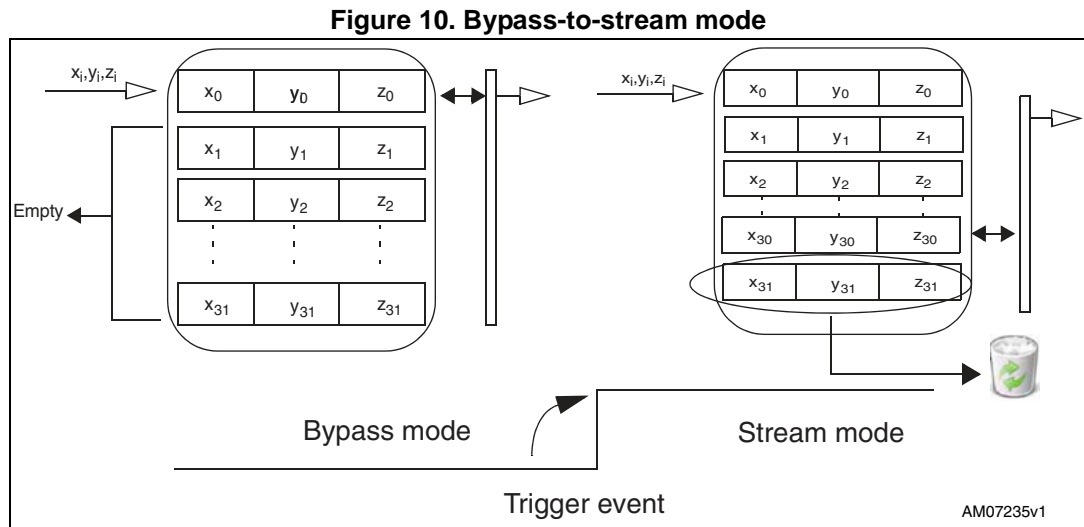 Figure 10. Bypass-to-stream mode
xᵢ,yᵢ,zᵢ
x₀ y₀ z₀
x₁ y₁ z₁
x₂ y₂ z₂
x₃₁ y₃₁ z₃₁
Empty
xᵢ,yᵢ,zᵢ
x₀ y₀ z₀
x₁ y₁ z₁
x₂ y₂ z₂
x₃₀ y₃₀ z₃₀
x₃₁ y₃₁ z₃₁
Bypass mode
Stream mode
Trigger event
AM07235v1